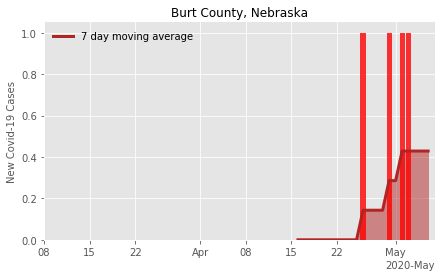 Burt County, Nebraska
7 day moving average
New Covid-19 Cases
1.0
0.8
0.6
0.4
0.2
0.0
08 15 22 Apr 08 15 22 May
2020-May